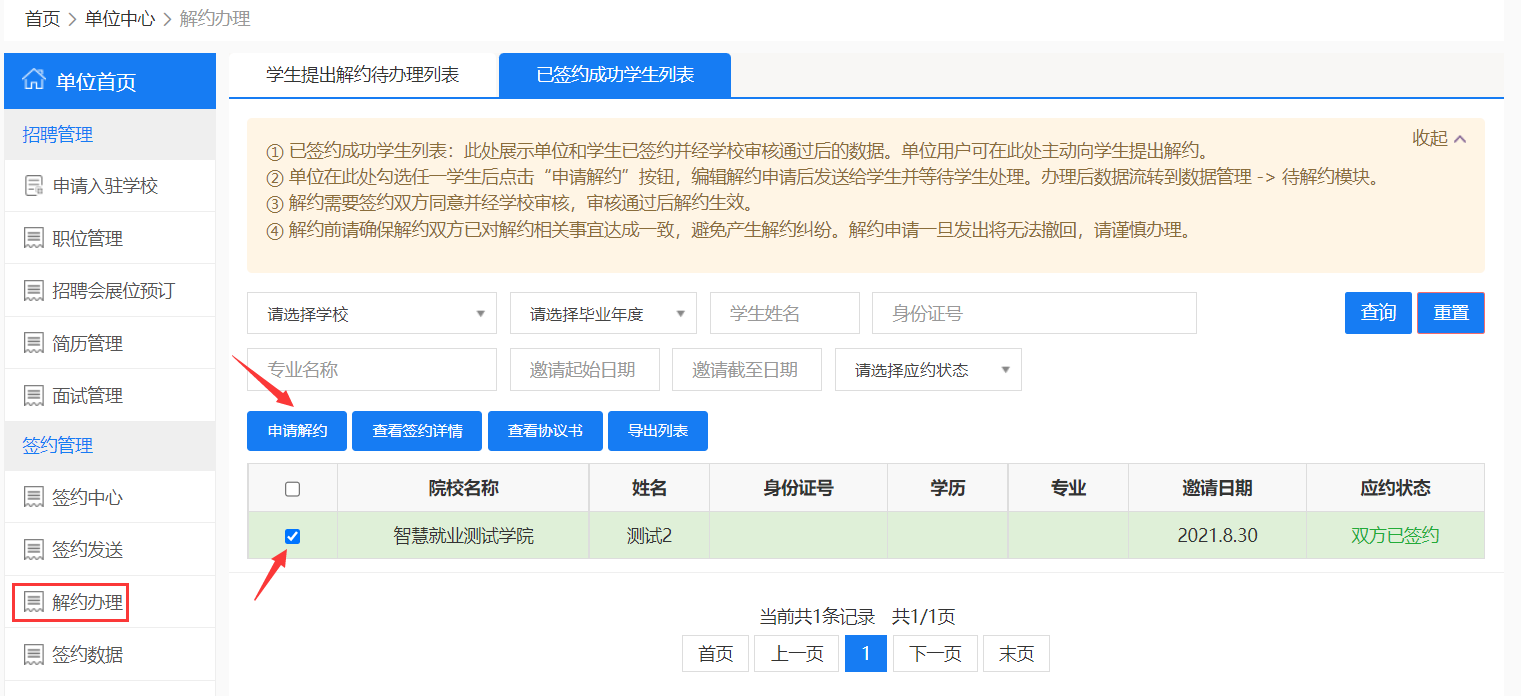 首页 > 单位中心 > 解约办理
单位首页
招聘管理
申请入驻学校
职位管理
招聘会展位预订
简历管理
面试管理
签约管理
签约中心
签约发送
解约办理
签约数据
学生提出解约待办理列表 已签约成功学生列表
收起
① 已签约成功学生列表：此处展示单位和学生已签约并经学校审核通过后的数据。单位用户可在此处主动向学生提出解约。
② 单位在此处勾选任一学生后点击“申请解约”按钮，编辑解约申请后发送给学生并等待学生处理。办理后数据流转到数据管理 -> 待解约模块。
③ 解约需要签约双方同意并经学校审核，审核通过后解约生效。
④ 解约前请确保解约双方已对解约相关事宜达成一致，避免产生解约纠纷。解约申请一旦发出将无法撤回，请谨慎办理。
请选择学校 请选择毕业年度 学生姓名 身份证号 查询 重置
专业名称 邀请起始日期 邀请截至日期 请选择应约状态
申请解约 查看签约详情 查看协议书 导出列表
院校名称 姓名 身份证号 学历 专业 邀请日期 应约状态
智慧就业测试学院 测试2 2021.8.30 双方已签约
当前共1条记录 共1/1页
首页 上一页 1 下一页 末页